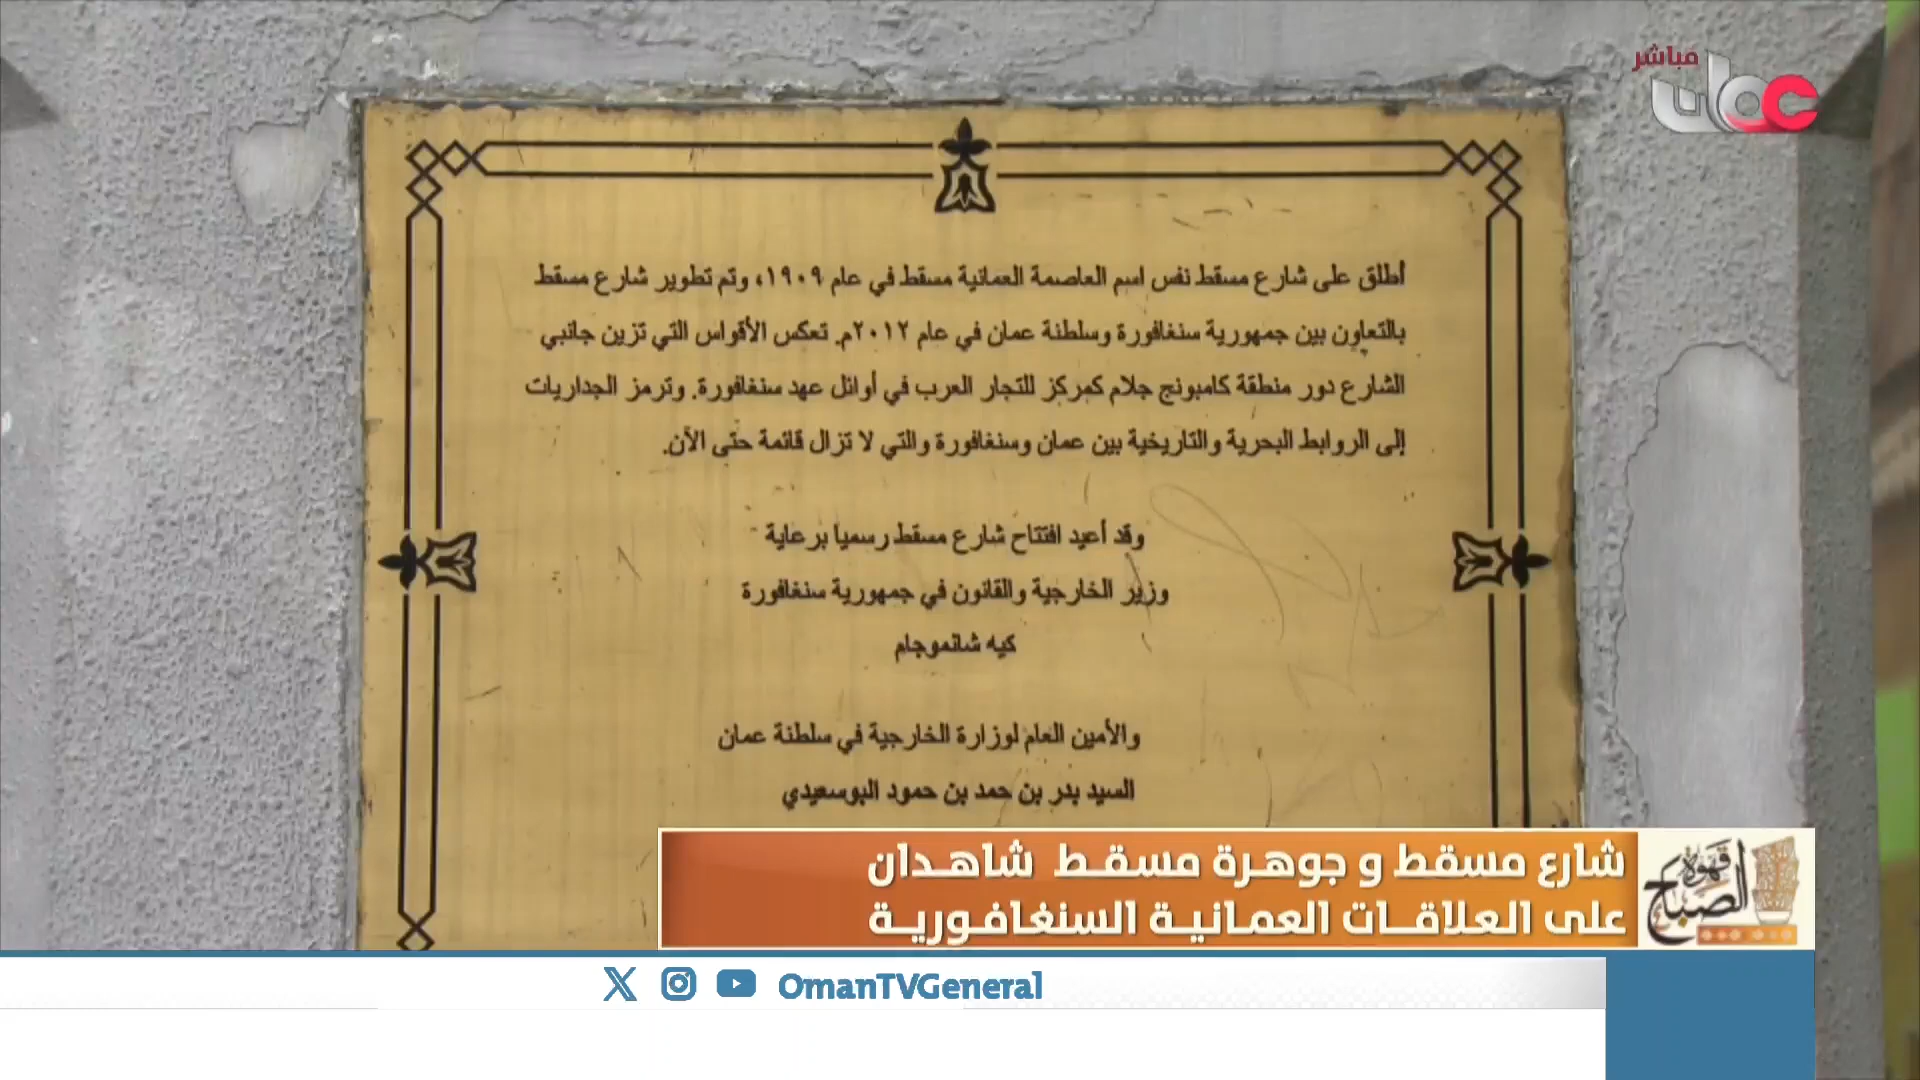 مباشر
عمان
أطلق على شارع مسقط نفس اسم العاصمة العمانية مسقط في عام ١٩٠٩، وتم تطوير شارع مسقط
بالتعاون بين جمهورية سنغافورة وسلطنة عمان في عام ٢٠١٢م. تعكس الأقواس التي تزين جانبي
الشارع دور منطقة كامبونج جلام كمركز للتجار العرب في أوائل عهد سنغافورة. وترمز الجداريات
إلى الروابط البحرية والتاريخية بين عمان وسنغافورة والتي لا تزال قائمة حتى الآن.
وقد أعيد افتتاح شارع مسقط رسميا برعاية
وزير الخارجية والقانون في جمهورية سنغافورة
كيه شانموجام
والأمين العام لوزارة الخارجية في سلطنة عمان
السيد بدر بن حمد بن حمود البوسعيدي
شارع مسقط و جوهرة مسقط شاهدان
على العلاقات العمانية السنغافورية
قهوة الصباح
OmanTVGeneral